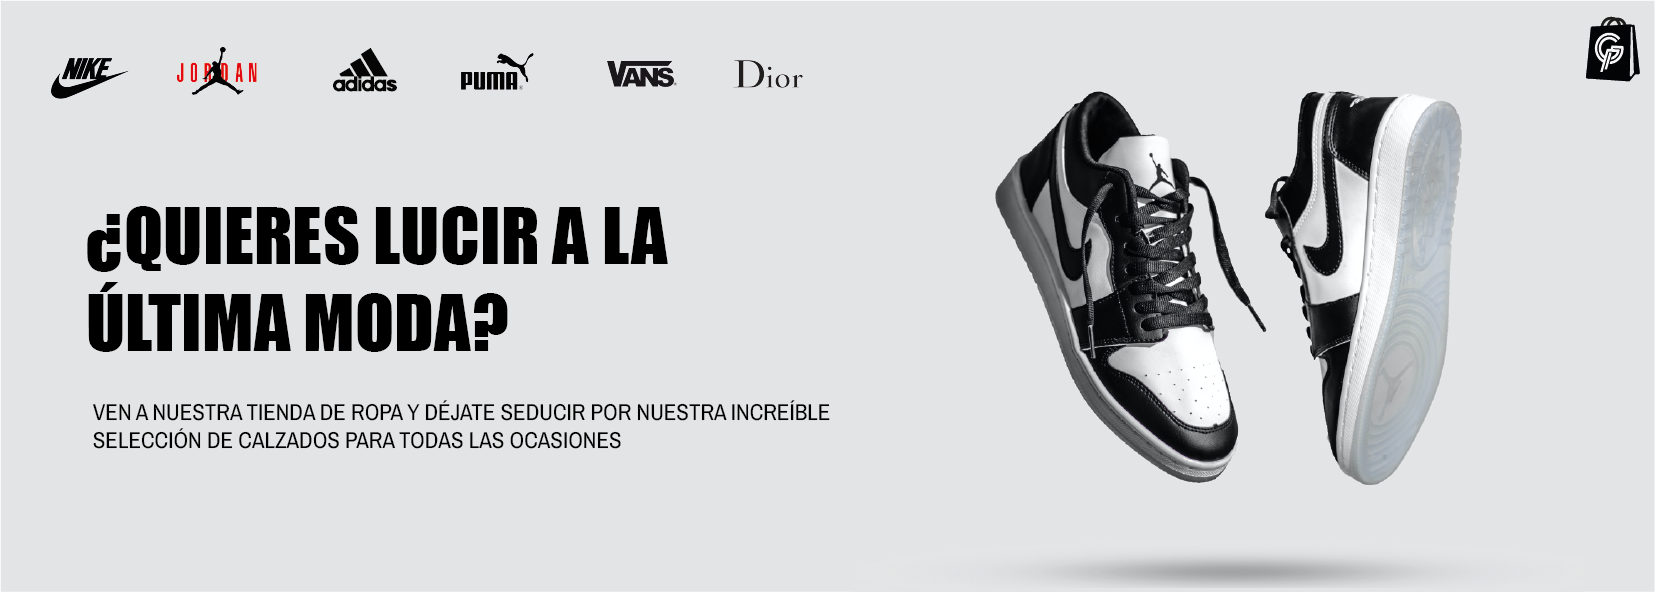 NIKE
JORDAN
adidas
PUMA
VANS
Dior
GP
¿QUIERES LUCIR A LA
ÚLTIMA MODA?
VEN A NUESTRA TIENDA DE ROPA Y DÉJATE SEDUCIR POR NUESTRA INCREÍBLE
SELECCIÓN DE CALZADOS PARA TODAS LAS OCASIONES